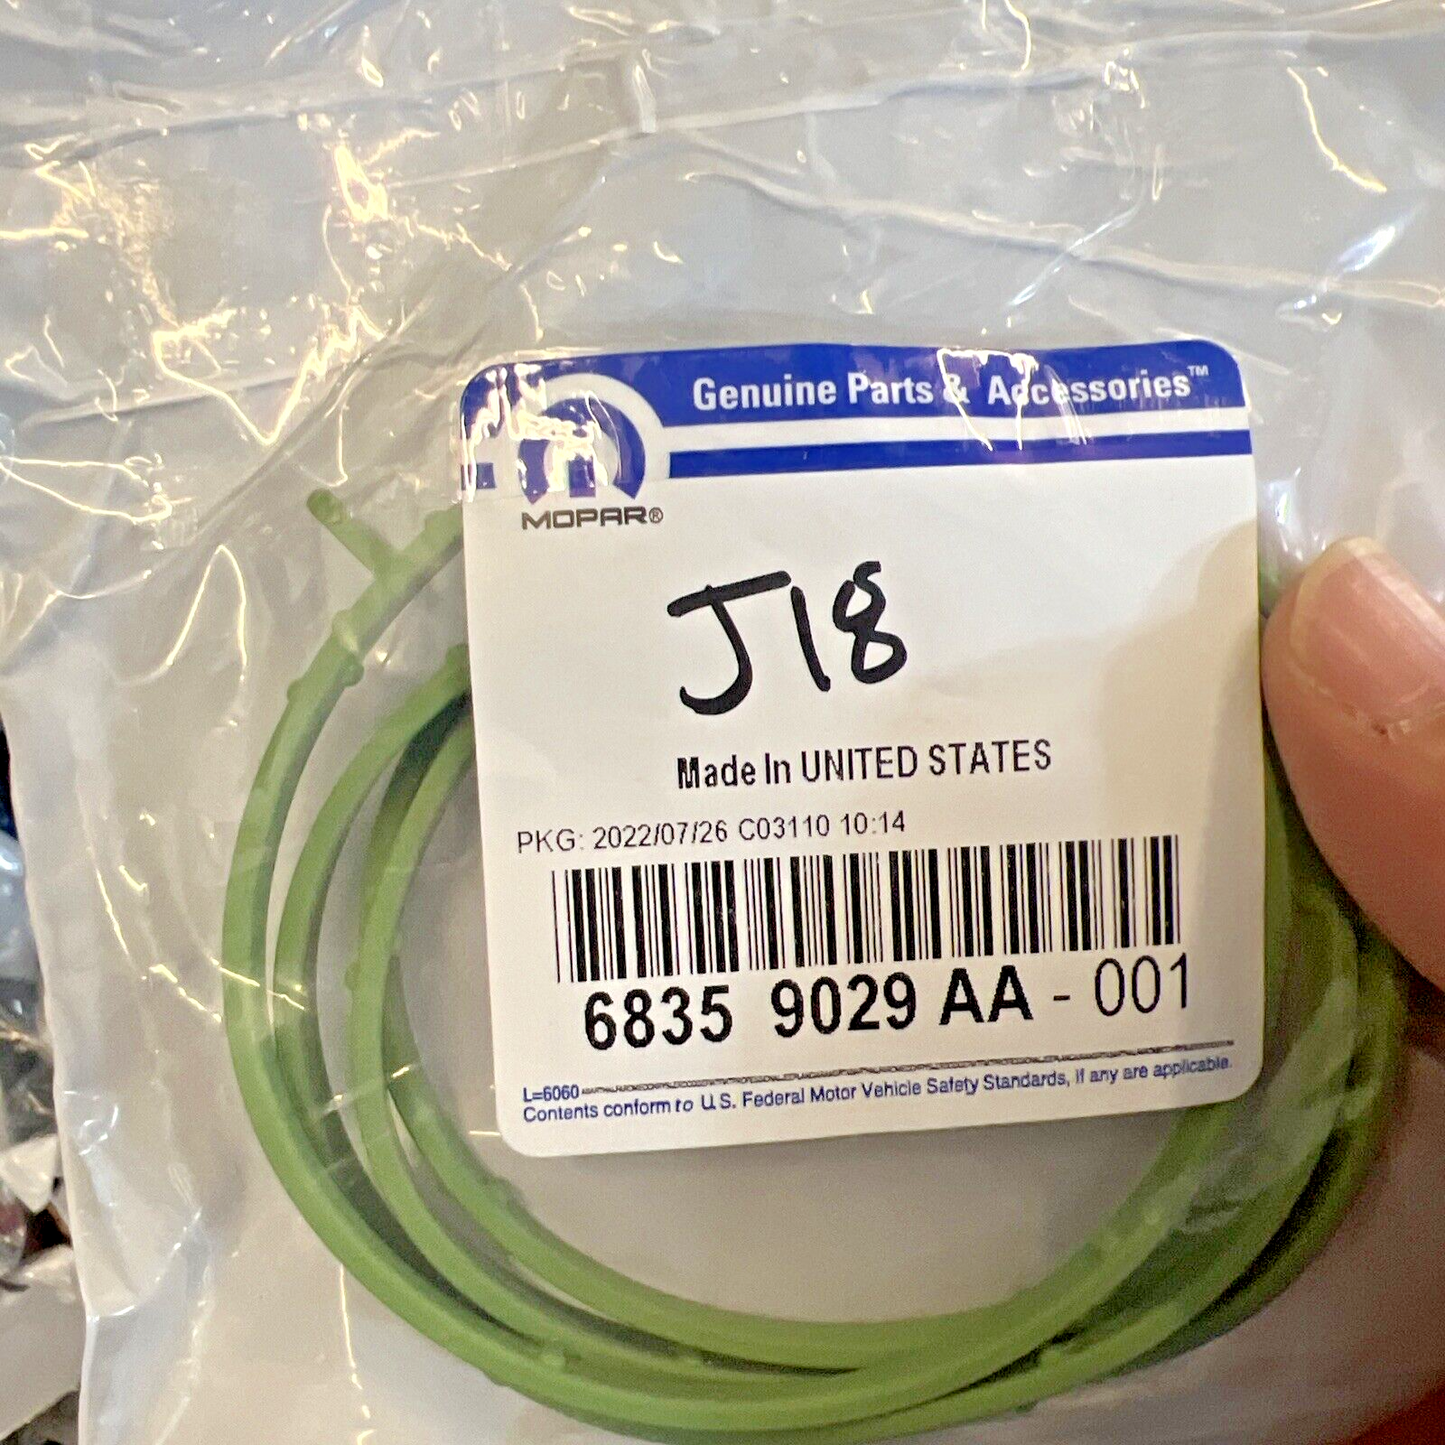 Genuine Parts & Accessories™
MOPAR®
J18
Made In UNITED STATES
PKG: 2022/07/26 C03110 10:14
6835 9029 AA - 001
L=6060
Contents conform to U.S. Federal Motor Vehicle Safety Standards, if any are applicable.